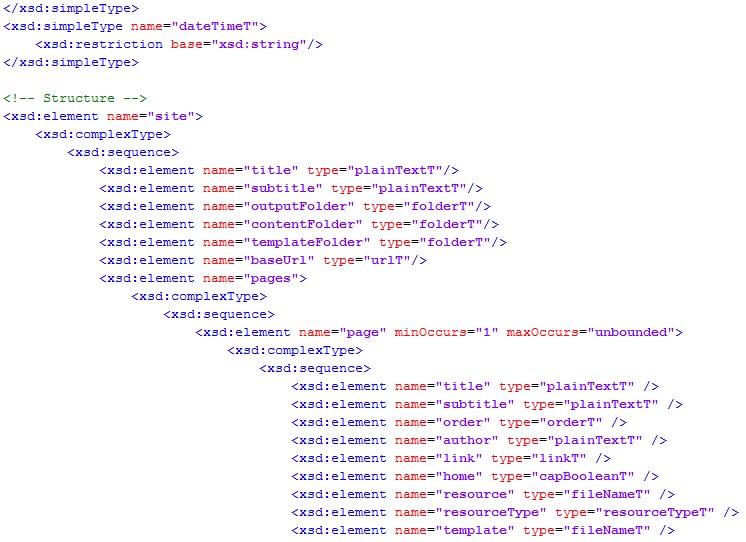 </xsd:simpleType>
<xsd:simpleType name="dateTimeT">
    <xsd:restriction base="xsd:string"/>
</xsd:simpleType>

<!-- Structure -->
<xsd:element name="site">
    <xsd:complexType>
        <xsd:sequence>
            <xsd:element name="title" type="plainTextT"/>
            <xsd:element name="subtitle" type="plainTextT"/>
            <xsd:element name="outputFolder" type="folderT"/>
            <xsd:element name="contentFolder" type="folderT"/>
            <xsd:element name="templateFolder" type="folderT"/>
            <xsd:element name="baseUrl" type="urlT"/>
            <xsd:element name="pages">
                <xsd:complexType>
                    <xsd:sequence>
                        <xsd:element name="page" minOccurs="1" maxOccurs="unbounded">
                            <xsd:complexType>
                                <xsd:sequence>
                                    <xsd:element name="title" type="plainTextT" />
                                    <xsd:element name="subtitle" type="plainTextT" />
                                    <xsd:element name="order" type="orderT" />
                                    <xsd:element name="author" type="plainTextT" />
                                    <xsd:element name="link" type="linkT" />
                                    <xsd:element name="home" type="capBooleanT" />
                                    <xsd:element name="resource" type="fileNameT" />
                                    <xsd:element name="resourceType" type="resourceTypeT" />
                                    <xsd:element name="template" type="fileNameT" />